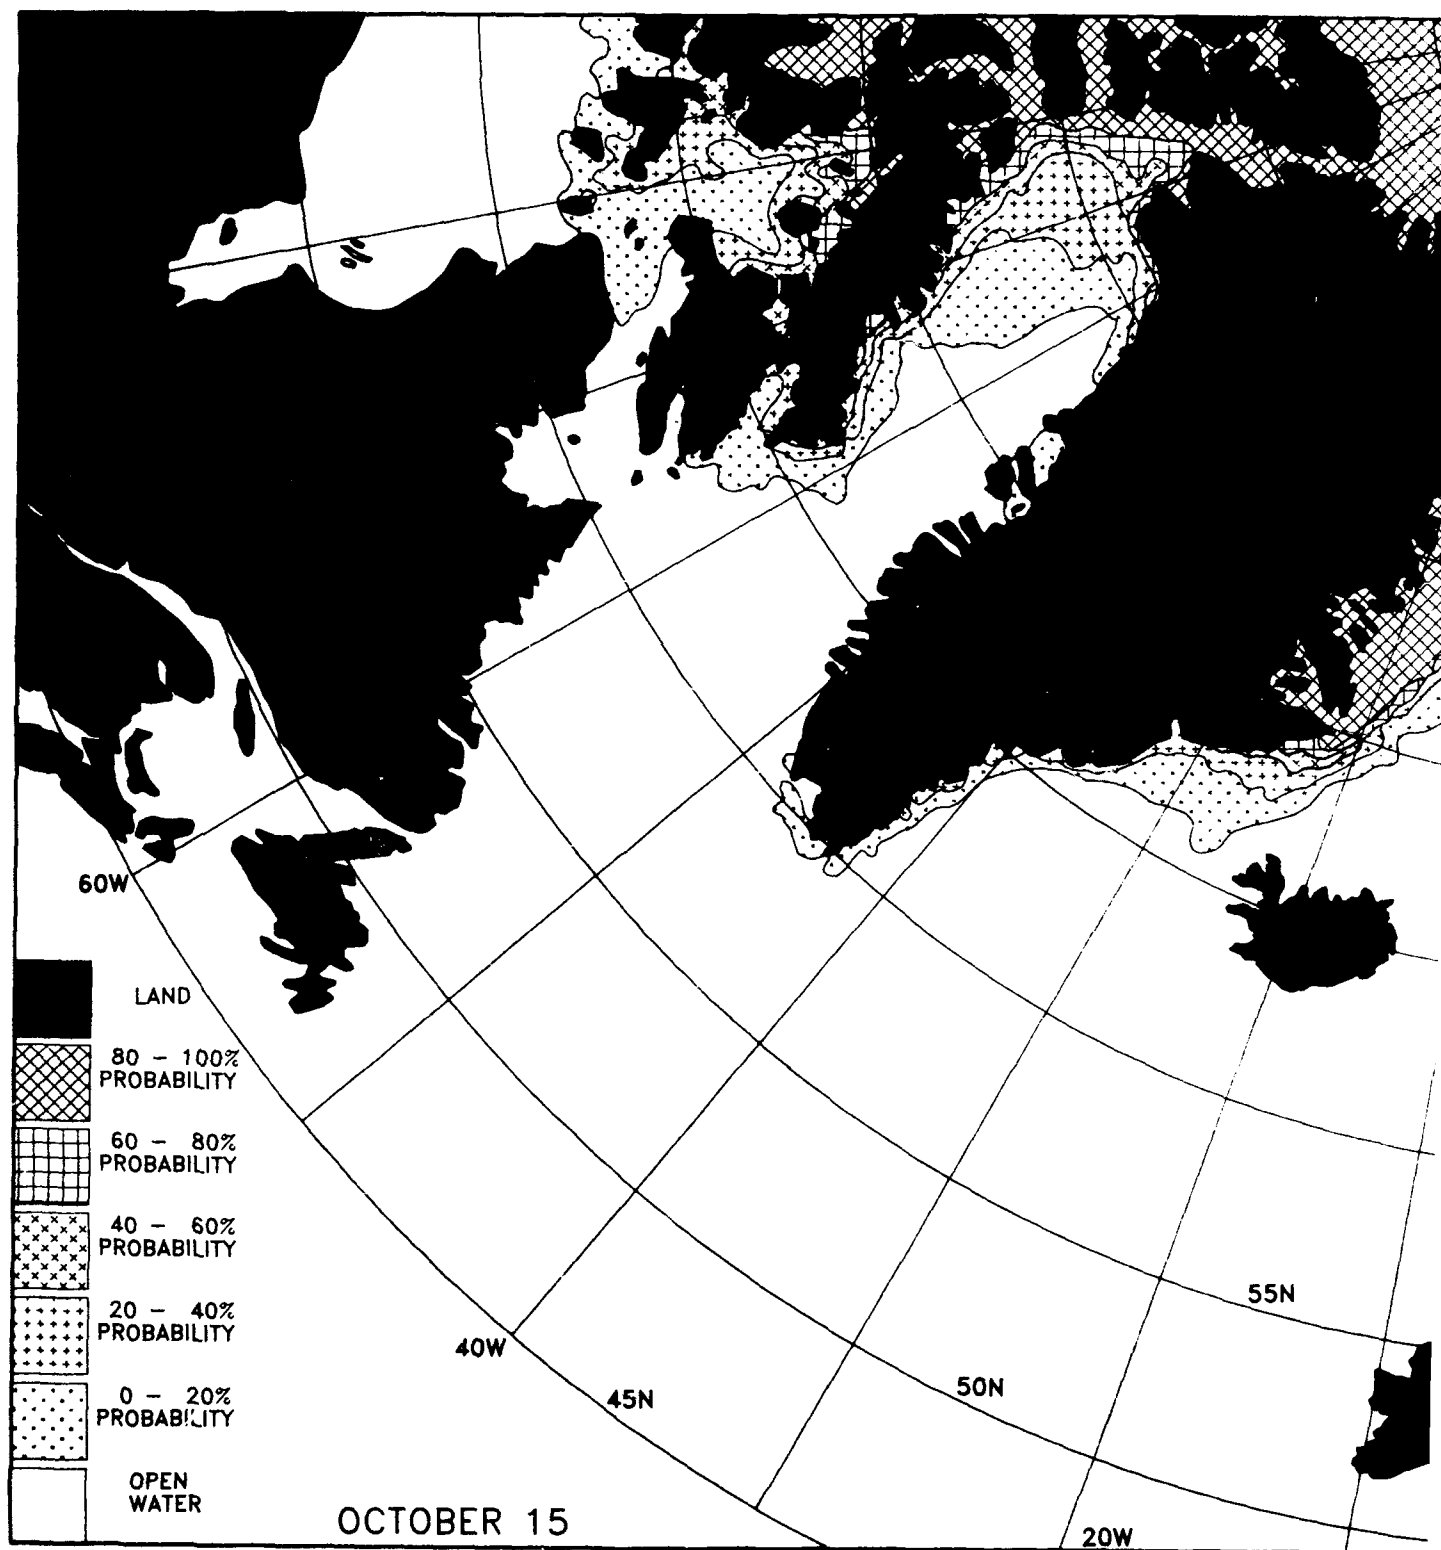 60W
LAND
80 - 100%
PROBABILITY
60 - 80%
PROBABILITY
40 - 60%
PROBABILITY
20 - 40%
PROBABILITY
0 - 20%
PROBABILITY
OPEN
WATER
55N
40W
50N
45N
OCTOBER 15
20W